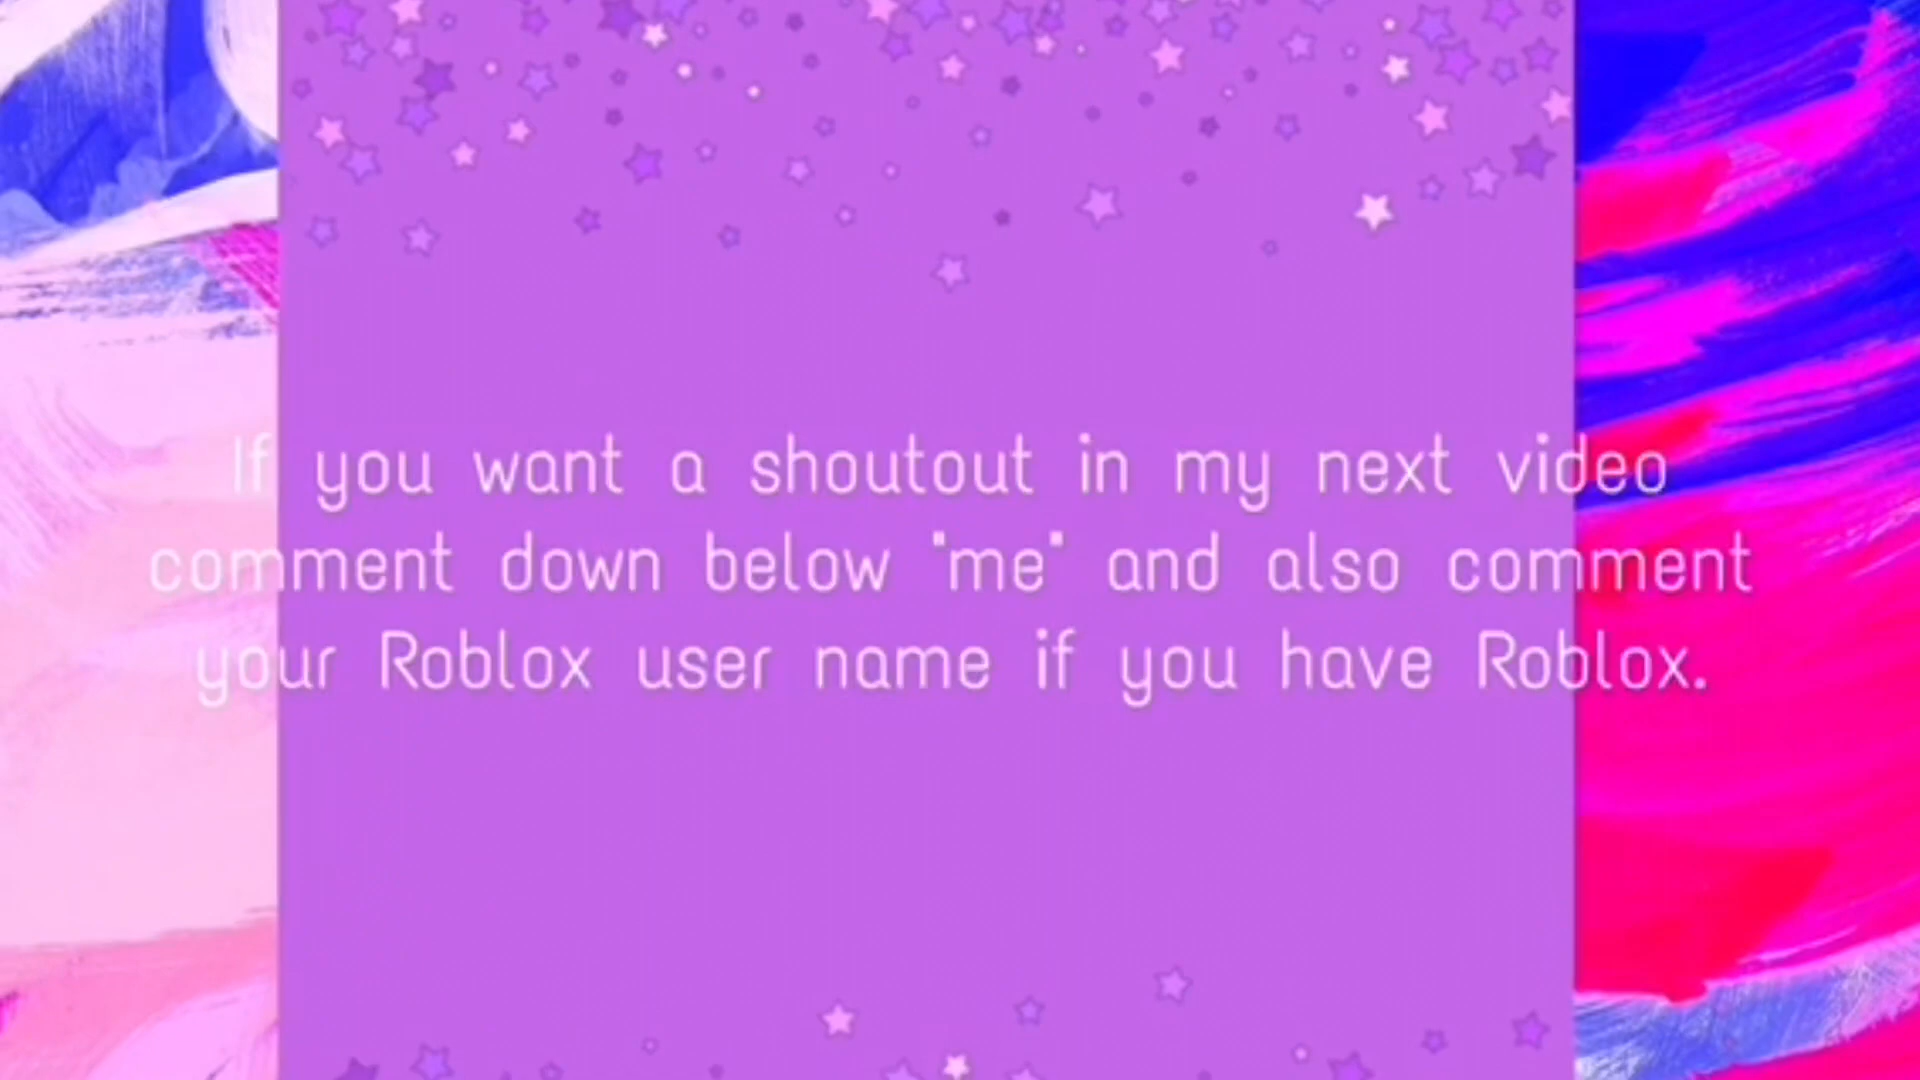 If you want a shoutout in my next video
comment down below "me" and also comment
your Roblox user name if you have Roblox.